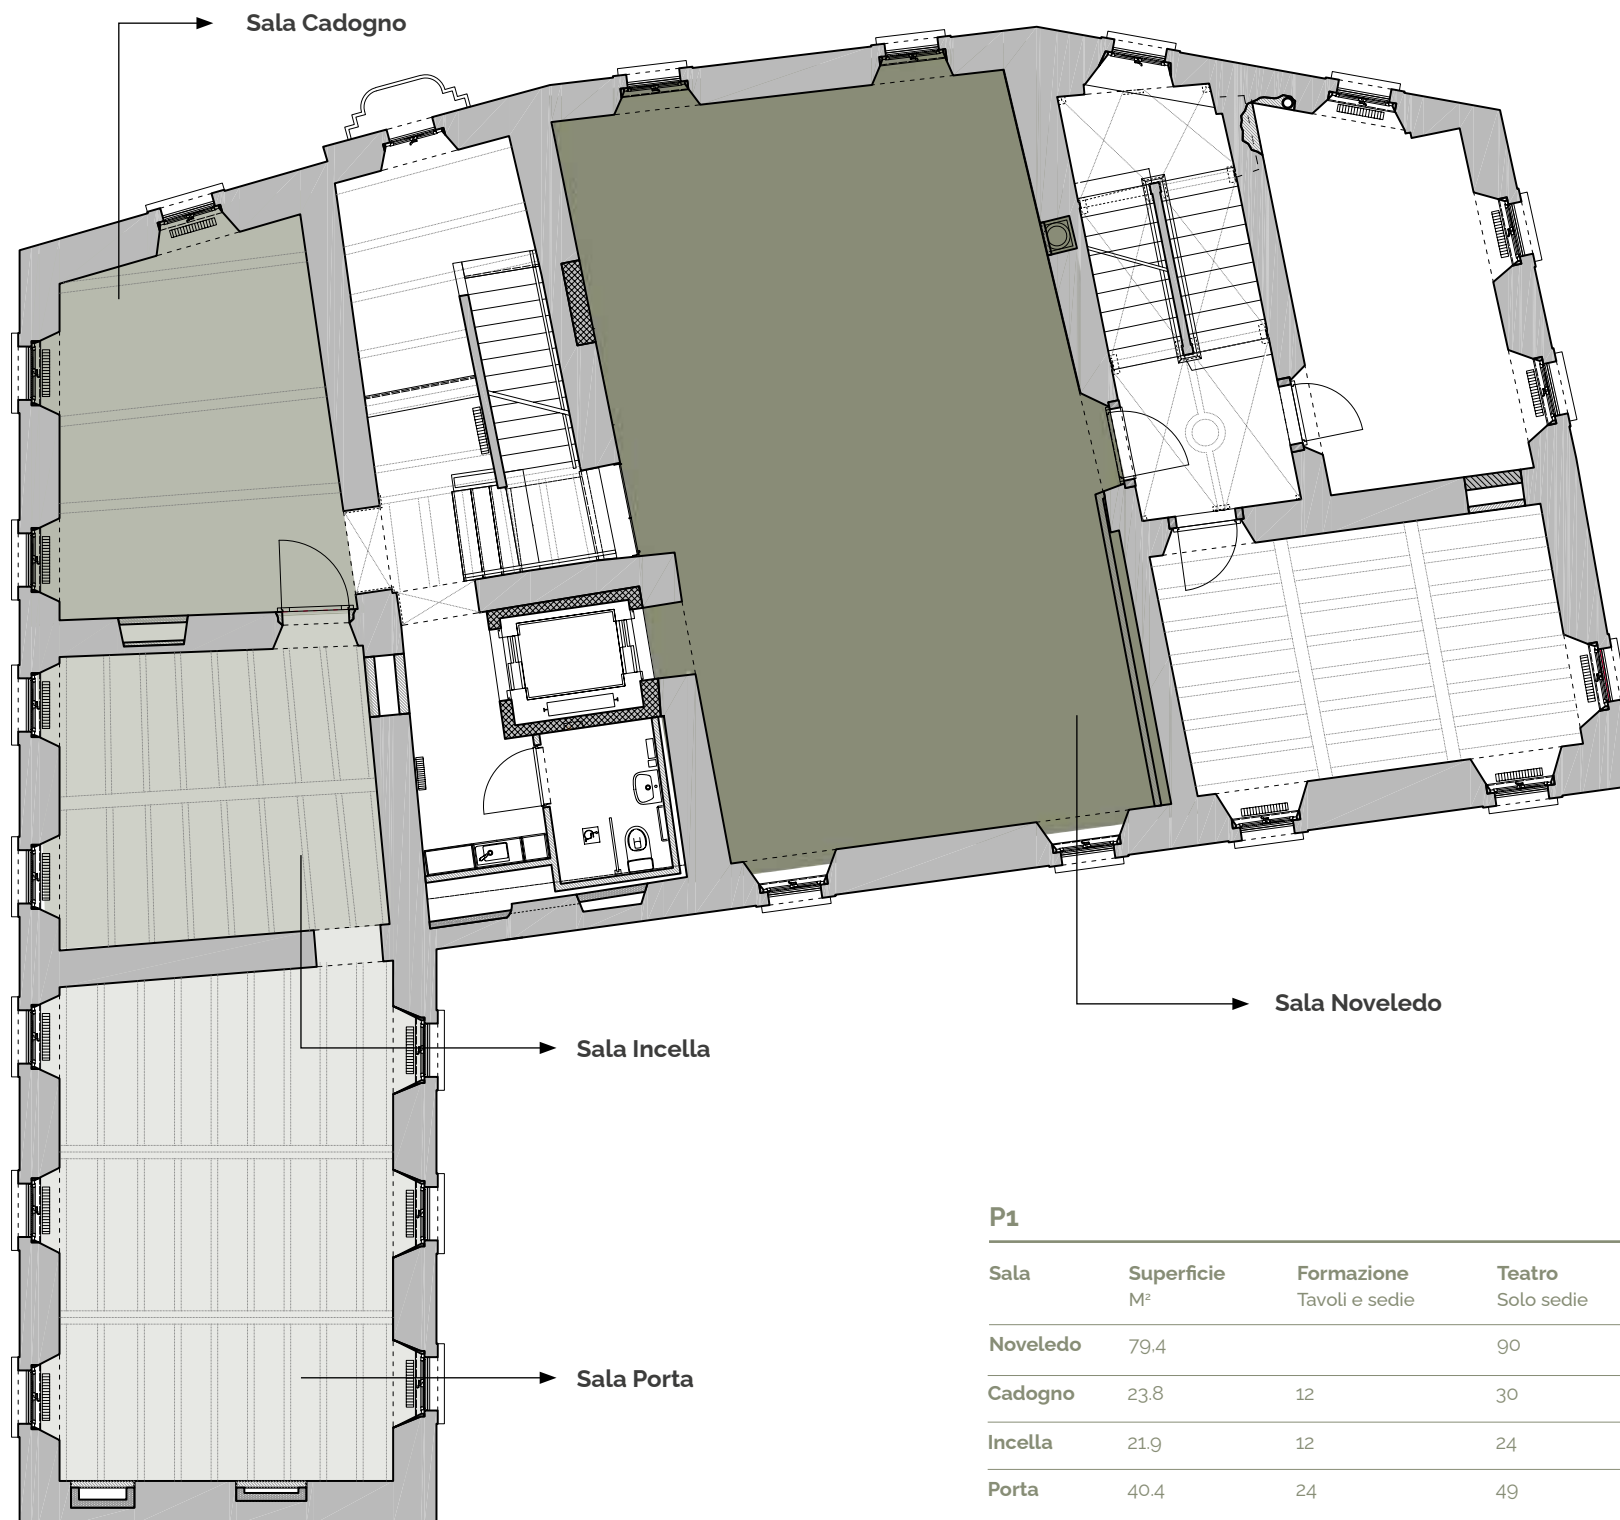 Sala Cadogno
Sala Noveledo
Sala Incella
Sala Porta
P1
Sala Superficie Formazione Teatro
M² Tavoli e sedie Solo sedie
Noveledo 79,4 90
Cadogno 23.8 12 30
Incella 21.9 12 24
Porta 40.4 24 49